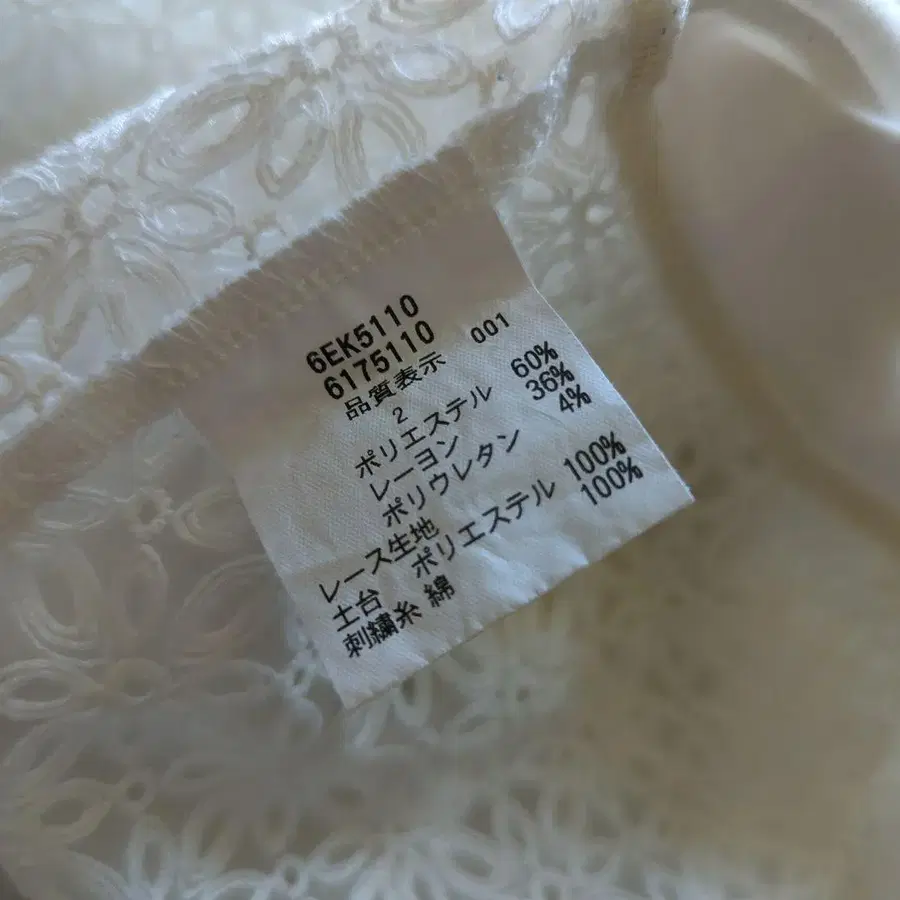 6EK5110
6175110
品質表示 001
2
ポリエステル 60%
レーヨン 36%
ポリウレタン 4%
レース生地
土台 ポリエステル 100%
刺繍糸 綿 100%